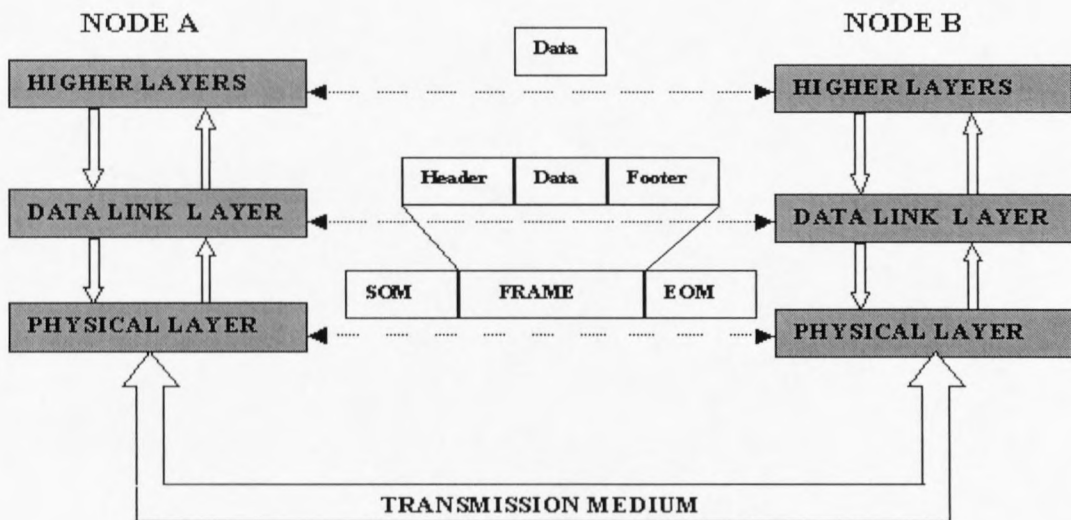 NODE A
NODE B
Data
HIGHER LAYERS
HIGHER LAYERS
Header
Data
Footer
DATA LINK L AYER
DATA LINK L AYER
SOM
FRAME
EOM
PHYSICAL LAYER
PHYSICAL LAYER
TRANSMISSION MEDIUM